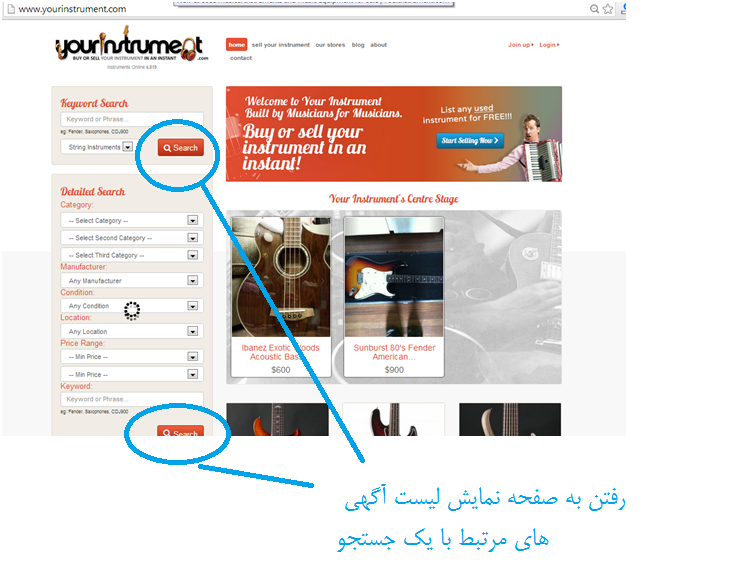 www.yourinstrument.com
yourinstrument
BUY OR SELL YOUR INSTRUMENT IN AN INSTANT .com
Instruments Online 4,816
home sell your instrument our stores blog about
contact
Join up Login
Keyword Search
Keyword or Phrase...
eg: Fender, Saxophones, CDJ900
String Instruments
Search
Welcome to Your Instrument
Built by Musicians for Musicians.
Buy or sell your
instrument in an
instant!
List any used
instrument for FREE!!!
Start Selling Now
Detailed Search
Category:
-- Select Category --
-- Select Second Category --
-- Select Third Category --
Manufacturer:
Any Manufacturer
Condition:
Any Condition
Location:
Any Location
Price Range:
-- Min Price --
-- Min Price --
Keyword:
Keyword or Phrase...
eg: Fender, Saxophones, CDJ900
Search
Your Instrument's Centre Stage
Ibanez Exotic Woods
Acoustic Bas...
$600
Sunburst 80's Fender
American...
$900
رفتن به صفحه نمایش لیست آگهی
های مرتبط با یک جستجو